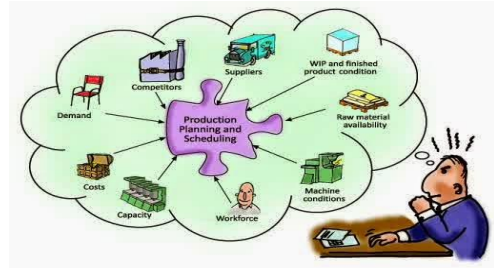 Competitors
Suppliers
WIP and finished
product condition
Demand
Production
Planning and
Scheduling
Raw material
availability
Costs
Capacity
Workforce
Machine
conditions